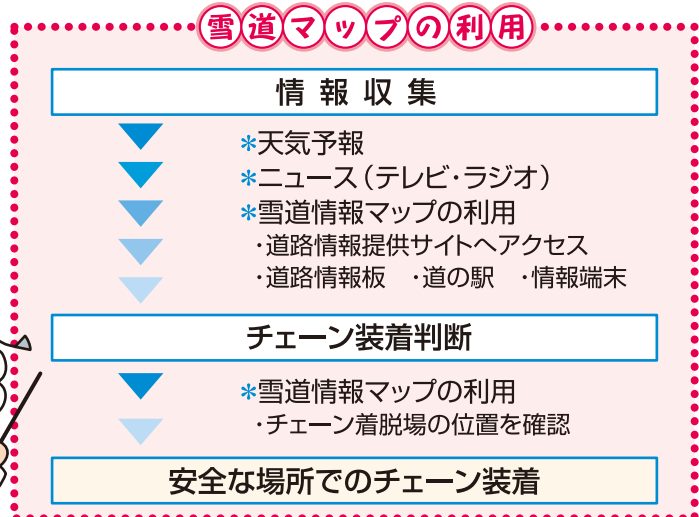 雪道マップの利用
情報収集
＊天気予報
＊ニュース（テレビ・ラジオ）
＊雪道情報マップの利用
・道路情報提供サイトへアクセス
・道路情報板　・道の駅　・情報端末
チェーン装着判断
＊雪道情報マップの利用
・チェーン着脱場の位置を確認
安全な場所でのチェーン装着